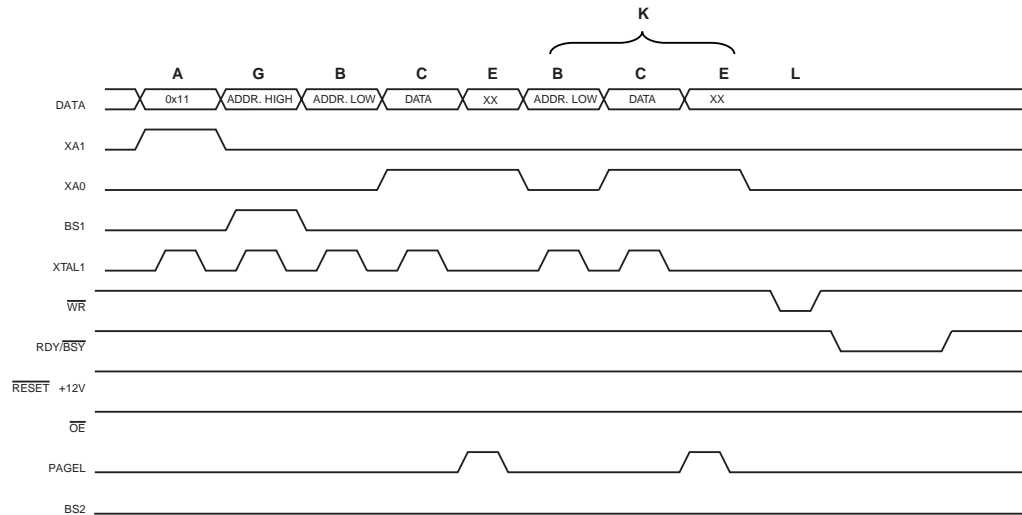 K
A G B C E B C E L
DATA 0x11 ADDR. HIGH ADDR. LOW DATA XX ADDR. LOW DATA XX
XA1
XA0
BS1
XTAL1
WR
RDY/BSY
RESET +12V
OE
PAGEL
BS2